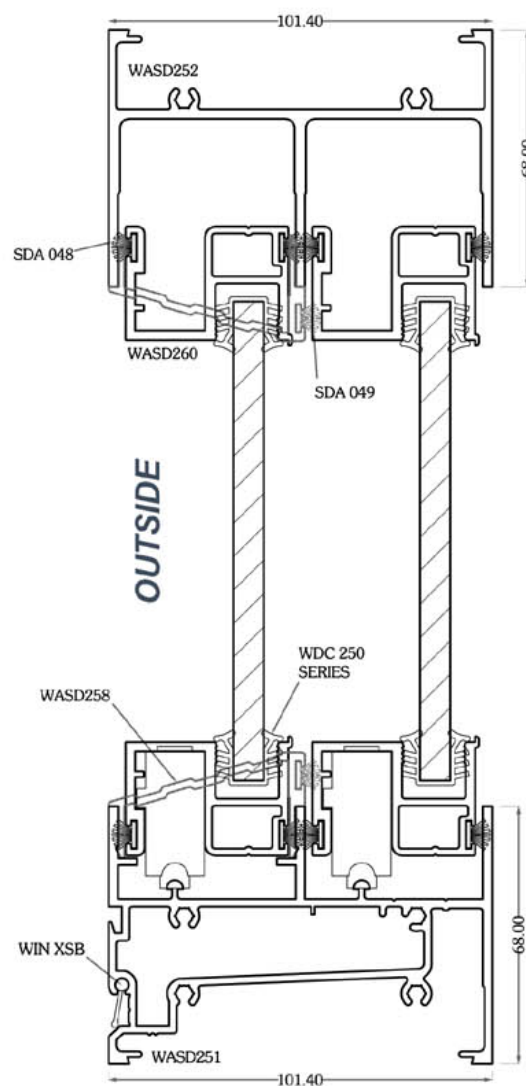 101.40
WASD252
68.00
SDA 048
WASD260
SDA 049
OUTSIDE
WDC 250
SERIES
WASD258
68.00
WIN XSB
WASD251
101.40